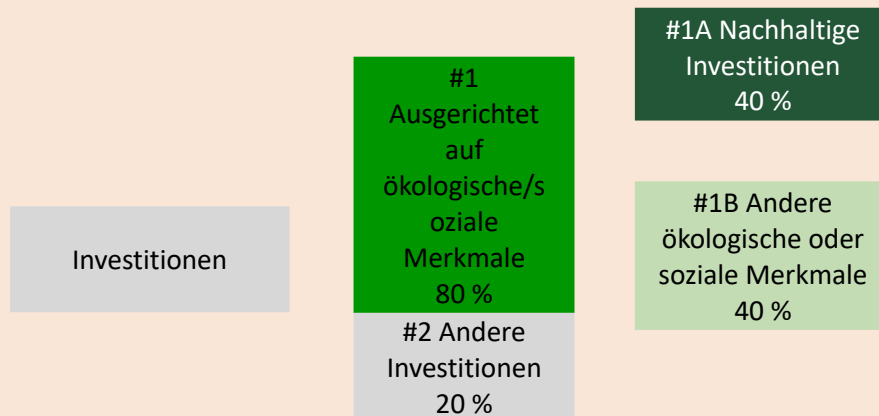 Investitionen
#1
Ausgerichtet
auf
ökologische/s
oziale
Merkmale
80 %
#2 Andere
Investitionen
20 %
#1A Nachhaltige
Investitionen
40 %
#1B Andere
ökologische oder
soziale Merkmale
40 %